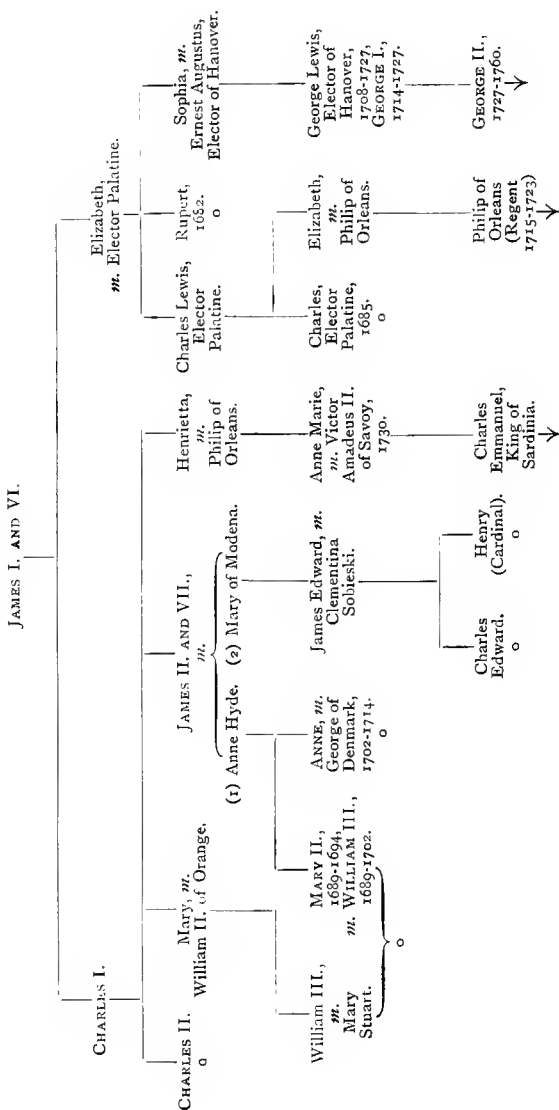 JAMES I. AND VI.
CHARLES I.
Elizabeth,
m. Elector Palatine.
CHARLES II.
o
Mary, m.
William II. of Orange.
JAMES II. AND VII.,
m.
(1) Anne Hyde. (2) Mary of Modena.
Henrietta,
m.
Philip of
Orleans.
Charles Lewis,
Elector
Palatine.
Rupert,
1682.
o
Sophia, m.
Ernest Augustus,
Elector of Hanover.
William III.,
m.
Mary
Stuart.
MARY II.,
1689-1694,
m. WILLIAM III.,
1689-1702.
o
ANNE, m.
George of
Denmark,
1702-1714.
o
James Edward, m.
Clementina
Sobieski.
Anne Marie,
m. Victor
Amadeus II.
of Savoy,
1730.
Charles,
Elector
Palatine,
1685.
o
Elizabeth,
m.
Philip of
Orleans.
George Lewis,
Elector of
Hanover,
1708-1727,
GEORGE I.,
1714-1727.
Charles
Edward.
o
Henry
(Cardinal).
o
Charles
Emmanuel,
King of
Sardinia.
Philip of
Orleans
(Regent
1715-1723)
GEORGE II.,
1727-1760.